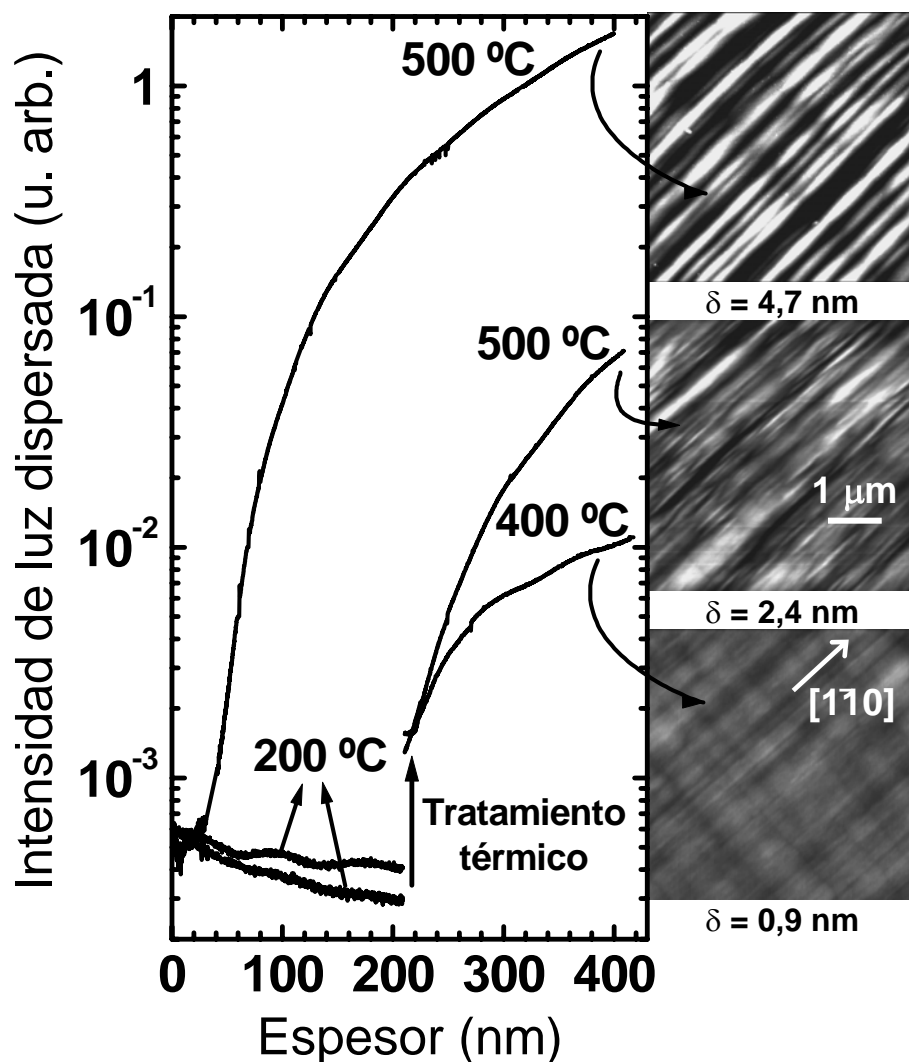 Intensidad de luz dispersada (u. arb.)
1
10⁻¹
10⁻²
10⁻³
0
100
200
300
400
Espesor (nm)
500 ºC
500 ºC
400 ºC
200 ºC
Tratamiento
térmico
δ = 4,7 nm
1 μm
δ = 2,4 nm
[11̄0]
δ = 0,9 nm